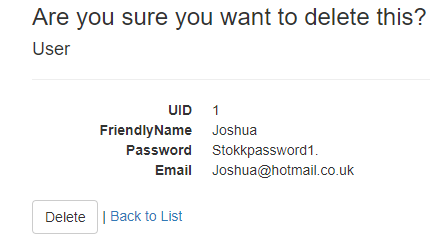 Are you sure you want to delete this?
User
UID 1
FriendlyName Joshua
Password Stokkpassword1.
Email Joshua@hotmail.co.uk
Delete | Back to List